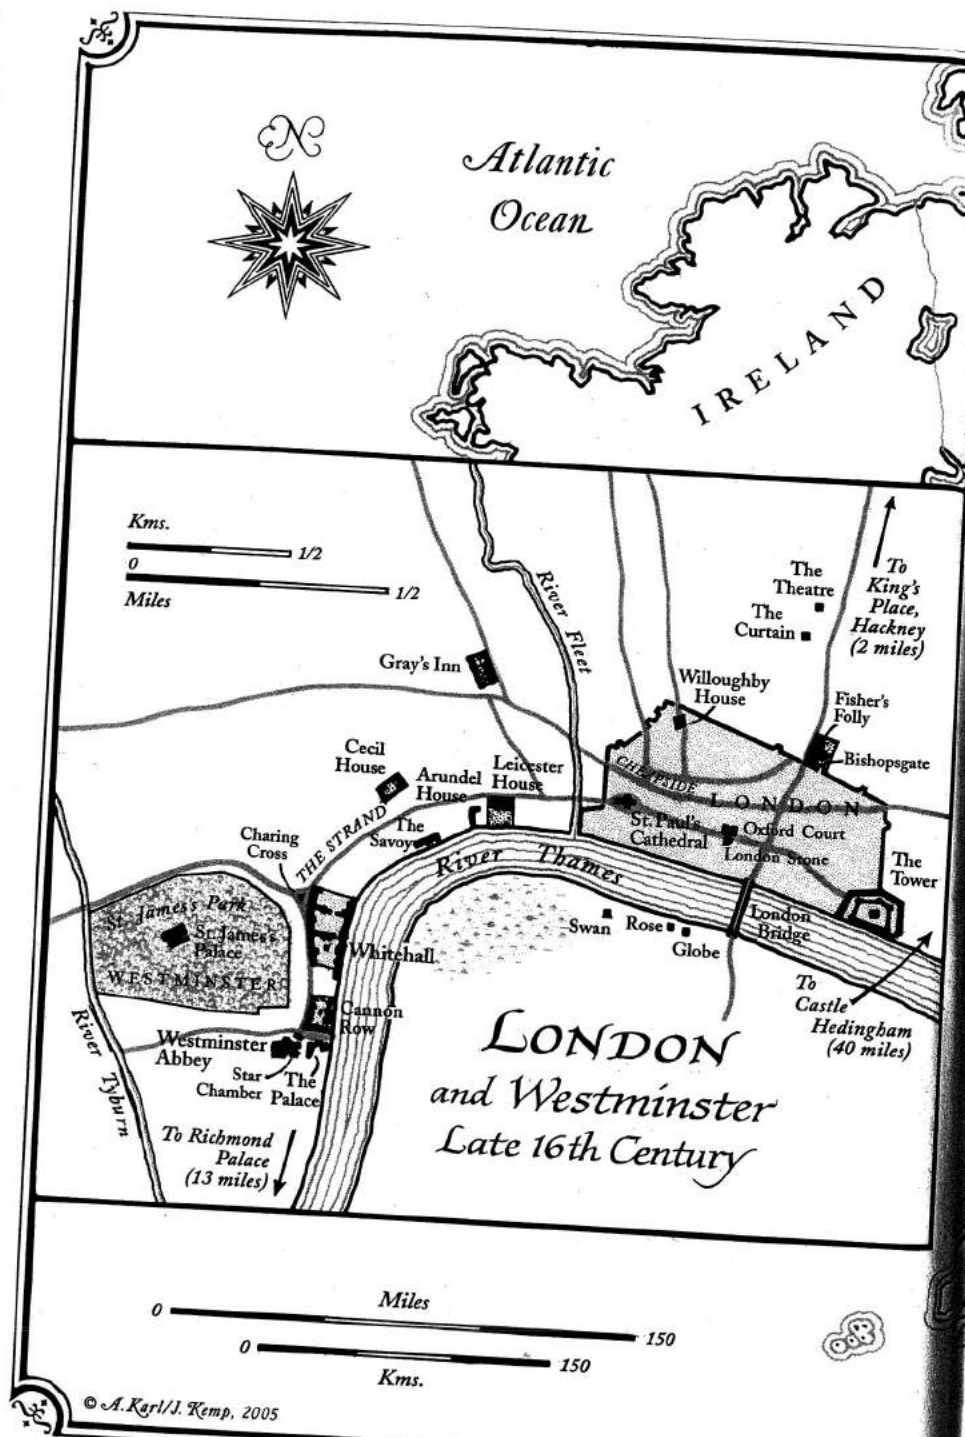 N
Atlantic
Ocean
IRELAND
Kms.
1/2
0
1/2
Miles
River Fleet
The
Theatre
The
Curtain
To
King's
Place,
Hackney
(2 miles)
Gray's Inn
Willoughby
House
Fisher's
Folly
Bishopsgate
Cecil
House
Arundel
House
Leicester
House
CHEAPSIDE
LONDON
St. Paul's
Cathedral
Oxford Court
London Stone
The
Tower
Charing
Cross
THE STRAND
The
Savoy
River Thames
St. James's Park
St. James's
Palace
WESTMINSTER
Whitehall
Swan
Rose
Globe
London
Bridge
To
Castle
Hedingham
(40 miles)
Cannon
Row
Westminster
Abbey
Star
Chamber
The
Palace
River Tyburn
To Richmond
Palace
(13 miles)
LONDON
and Westminster
Late 16th Century
Miles
0
150
0
150
Kms.
© A.Karl/J. Kemp, 2005